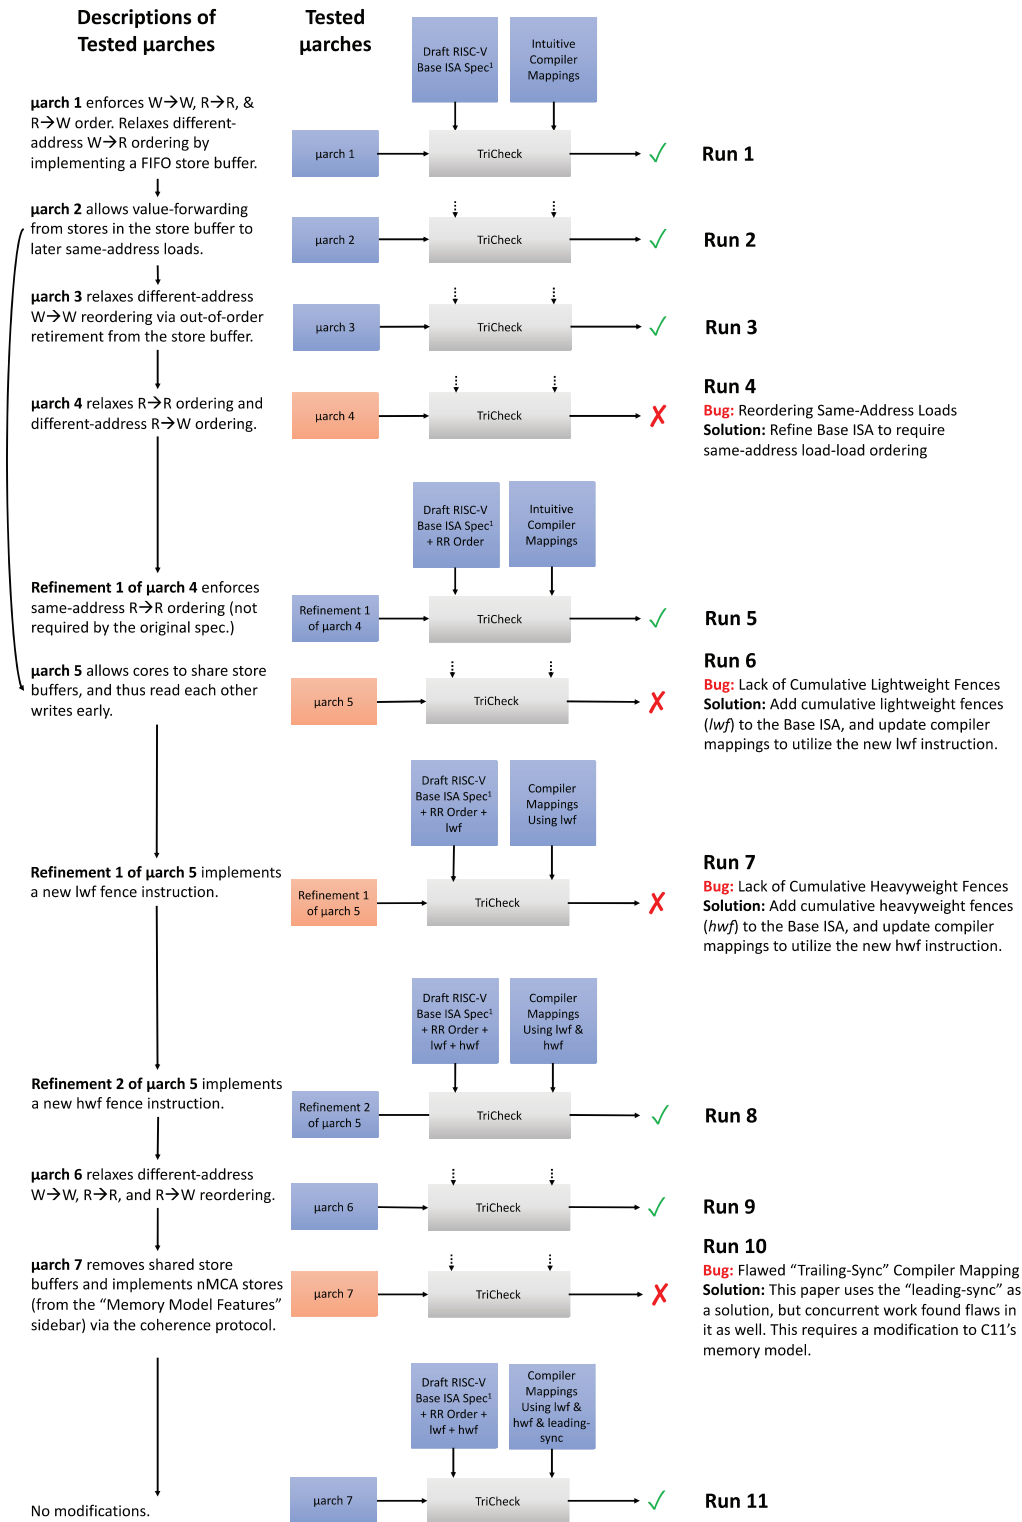 Descriptions of
Tested µarches
Tested
µarches
Draft RISC-V
Base ISA Spec¹
Intuitive
Compiler
Mappings
µarch 1 enforces W→W, R→R, &
R→W order. Relaxes different-
address W→R ordering by
implementing a FIFO store buffer.
µarch 1
TriCheck
✓
Run 1
µarch 2 allows value-forwarding
from stores in the store buffer to
later same-address loads.
µarch 2
TriCheck
✓
Run 2
µarch 3 relaxes different-address
W→W reordering via out-of-order
retirement from the store buffer.
µarch 3
TriCheck
✓
Run 3
µarch 4 relaxes R→R ordering and
different-address R→W ordering.
µarch 4
TriCheck
✗
Run 4
Bug: Reordering Same-Address Loads
Solution: Refine Base ISA to require
same-address load-load ordering
Draft RISC-V
Base ISA Spec¹
+ RR Order
Intuitive
Compiler
Mappings
Refinement 1 of µarch 4 enforces
same-address R→R ordering (not
required by the original spec.)
Refinement 1
of µarch 4
TriCheck
✓
Run 5
µarch 5 allows cores to share store
buffers, and thus read each other
writes early.
µarch 5
TriCheck
✗
Run 6
Bug: Lack of Cumulative Lightweight Fences
Solution: Add cumulative lightweight fences
(lwf) to the Base ISA, and update compiler
mappings to utilize the new lwf instruction.
Draft RISC-V
Base ISA Spec¹
+ RR Order +
lwf
Compiler
Mappings
Using lwf
Refinement 1 of µarch 5 implements
a new lwf fence instruction.
Refinement 1
of µarch 5
TriCheck
✗
Run 7
Bug: Lack of Cumulative Heavyweight Fences
Solution: Add cumulative heavyweight fences
(hwf) to the Base ISA, and update compiler
mappings to utilize the new hwf instruction.
Draft RISC-V
Base ISA Spec¹
+ RR Order +
lwf + hwf
Compiler
Mappings
Using lwf &
hwf
Refinement 2 of µarch 5 implements
a new hwf fence instruction.
Refinement 2
of µarch 5
TriCheck
✓
Run 8
µarch 6 relaxes different-address
W→W, R→R, and R→W reordering.
µarch 6
TriCheck
✓
Run 9
µarch 7 removes shared store
buffers and implements nMCA stores
(from the “Memory Model Features”
sidebar) via the coherence protocol.
µarch 7
TriCheck
✗
Run 10
Bug: Flawed “Trailing-Sync” Compiler Mapping
Solution: This paper uses the “leading-sync” as
a solution, but concurrent work found flaws in
it as well. This requires a modification to C11’s
memory model.
Draft RISC-V
Base ISA Spec¹
+ RR Order +
lwf + hwf
Compiler
Mappings
Using lwf &
hwf & leading-
sync
No modifications.
µarch 7
TriCheck
✓
Run 11